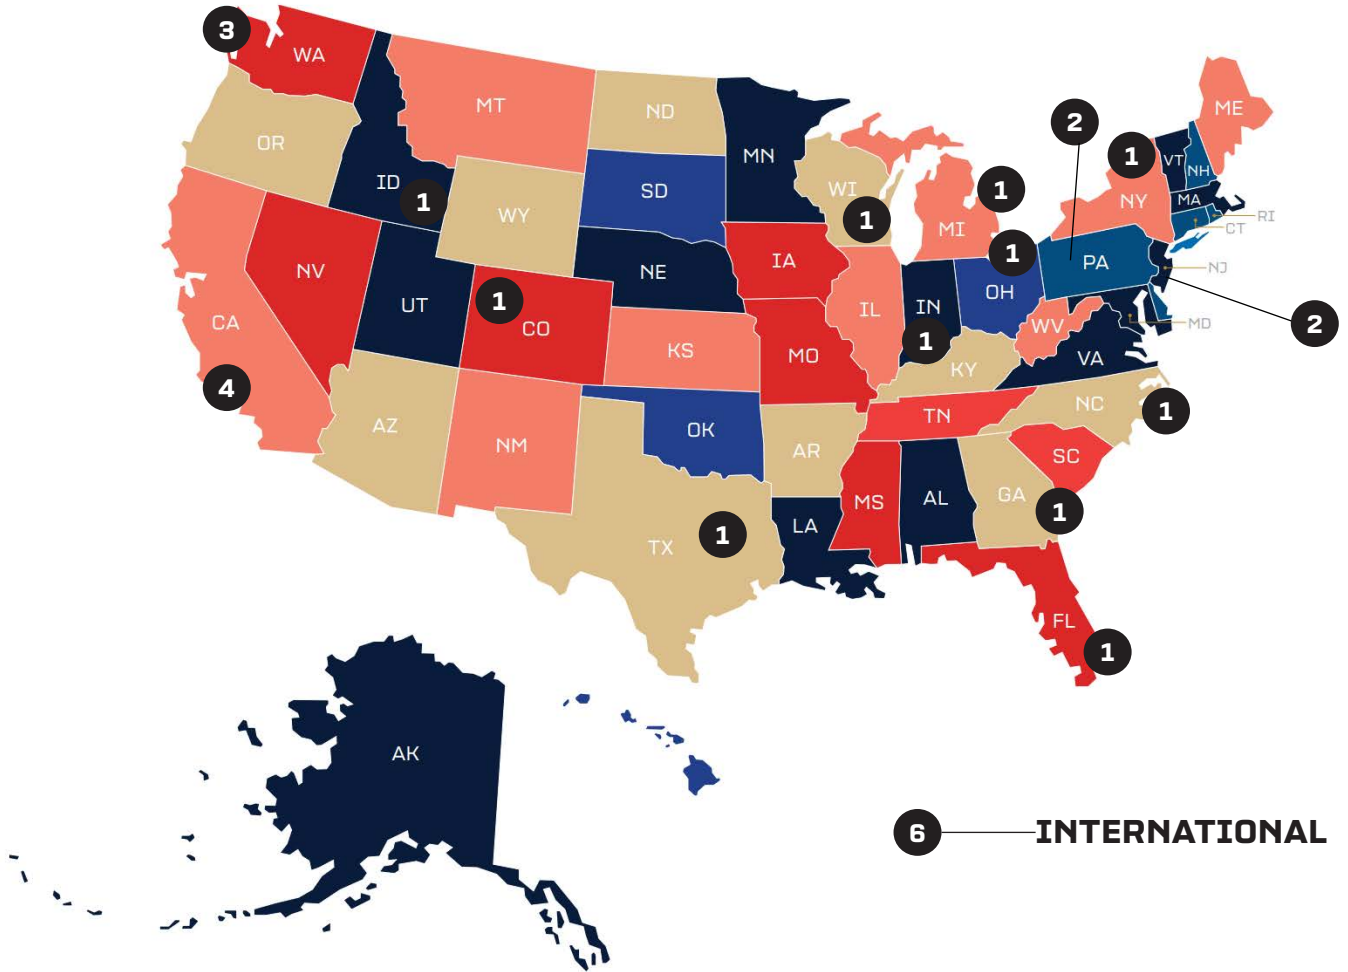 3
WA
MT
ND
MN
OR
ID
1
WY
SD
WI
1
MI
1
2
1
NY
VT
NH
ME
MA
RI
CT
NV
UT
NE
IA
IL
IN
1
OH
1
PA
NJ
2
MD
CA
4
1
CO
KS
MO
KY
WV
VA
AZ
NM
OK
AR
TN
NC
1
SC
TX
1
LA
MS
AL
GA
1
FL
1
AK
6 INTERNATIONAL